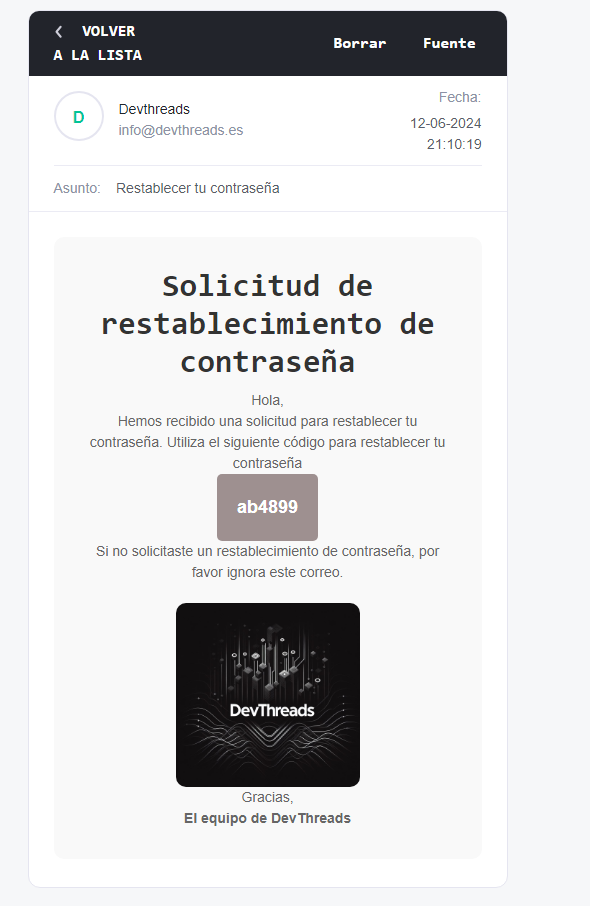 VOLVER
A LA LISTA
Borrar
Fuente
D
Devthreads
info@devthreads.es
Fecha:
12-06-2024
21:10:19
Asunto: Restablecer tu contraseña
Solicitud de
restablecimiento de
contraseña
Hola,
Hemos recibido una solicitud para restablecer tu
contraseña. Utiliza el siguiente código para restablecer tu
contraseña
ab4899
Si no solicitaste un restablecimiento de contraseña, por
favor ignora este correo.
DevThreads
Gracias,
El equipo de DevThreads